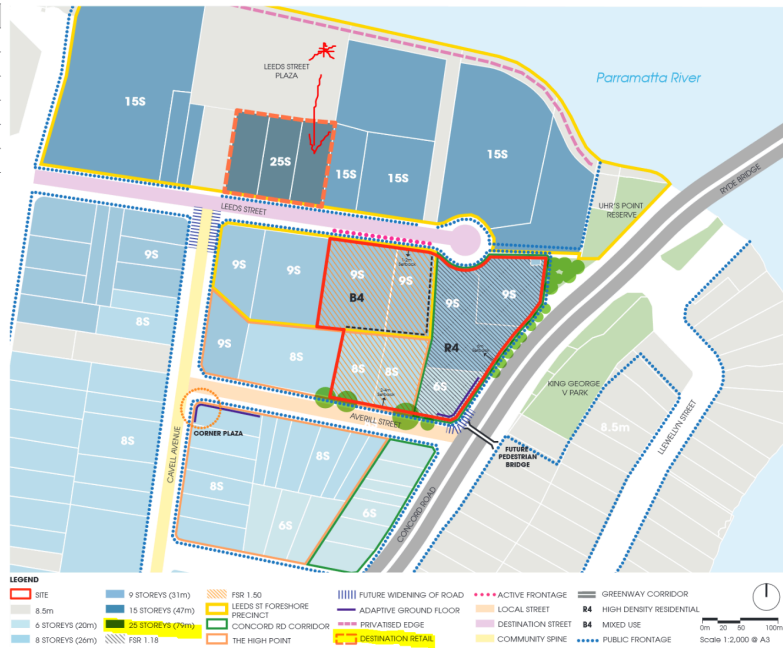 LEEDS STREET
PLAZA
Parramatta River
15S
25S
15S
15S
15S
LEEDS STREET
UHR'S POINT
RESERVE
RYDE BRIDGE
9S
9S
9S
9S
9S
B4
9S
9S
8S
9S
8S
R4
8S
8S
6S
KING GEORGE
V PARK
8.5m
LLEWELLYN STREET
AVERILL STREET
CORNER PLAZA
CAVELL AVENUE
FUTURE
PEDESTRIAN
BRIDGE
8S
8S
8S
6S
6S
CONCORD ROAD
LEGEND
SITE
8.5m
6 STOREYS (20m)
8 STOREYS (26m)
9 STOREYS (31m)
15 STOREYS (47m)
25 STOREYS (79m)
FSR 1.18
FSR 1.50
LEEDS ST FORESHORE
PRECINCT
CONCORD RD CORRIDOR
THE HIGH POINT
FUTURE WIDENING OF ROAD
ADAPTIVE GROUND FLOOR
PRIVATISED EDGE
DESTINATION RETAIL
ACTIVE FRONTAGE
LOCAL STREET
DESTINATION STREET
COMMUNITY SPINE
GREENWAY CORRIDOR
R4 HIGH DENSITY RESIDENTIAL
B4 MIXED USE
PUBLIC FRONTAGE
0m 20 50 100m
Scale 1:2,000 @ A3